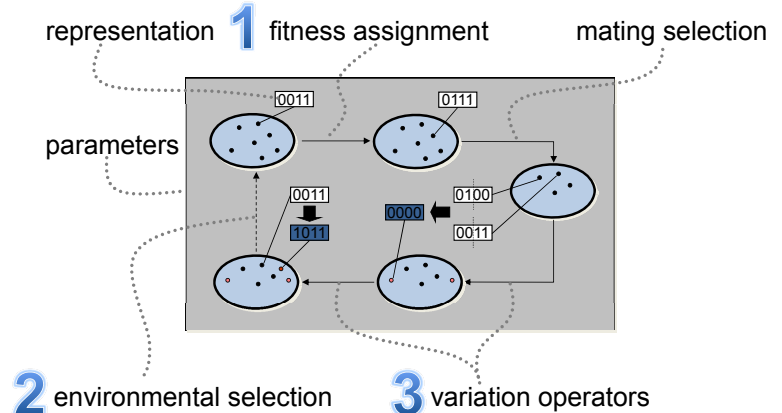 representation 1 fitness assignment mating selection
0011 0111
parameters
0011 0100
0000
1011 0011
2 environmental selection 3 variation operators